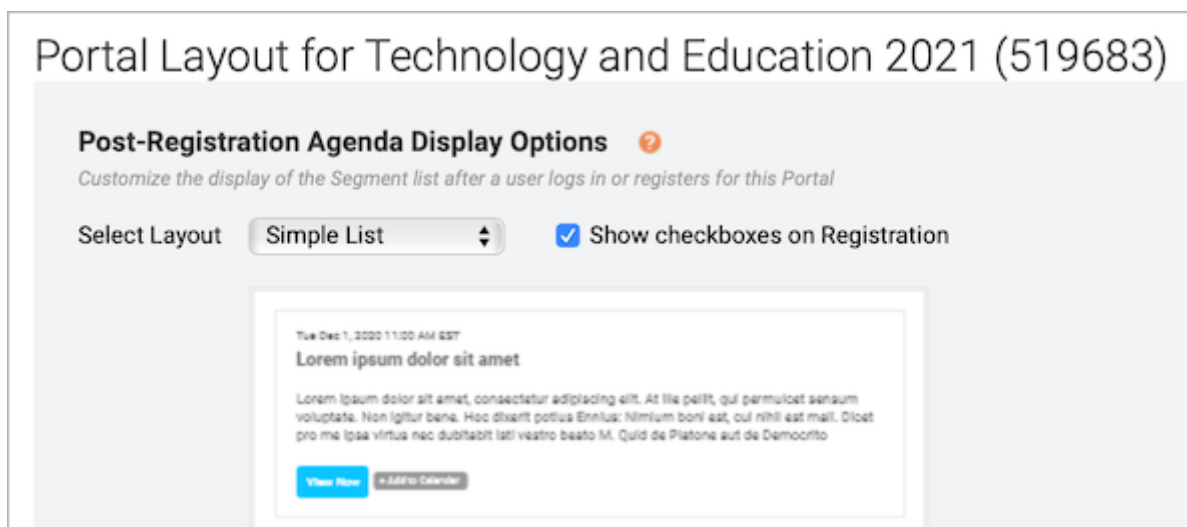 Portal Layout for Technology and Education 2021 (519683)
Post-Registration Agenda Display Options ?
Customize the display of the Segment list after a user logs in or registers for this Portal
Select Layout Simple List Show checkboxes on Registration
Tue Dec 1, 2020 11:00 AM EST
Lorem ipsum dolor sit amet
Lorem ipsum dolor sit amet, consectetur adipiscing elit. At ille pellit, qui permulcet sensum
voluptate. Non igitur bene. Hoc dixerit potius Ennius: Nimium boni est, cui nihil est mali. Dicet
pro me ipsa virtus nec dubitabit isti vestro beato M. Quid de Platone aut de Democrito
View Now + Add to Calendar